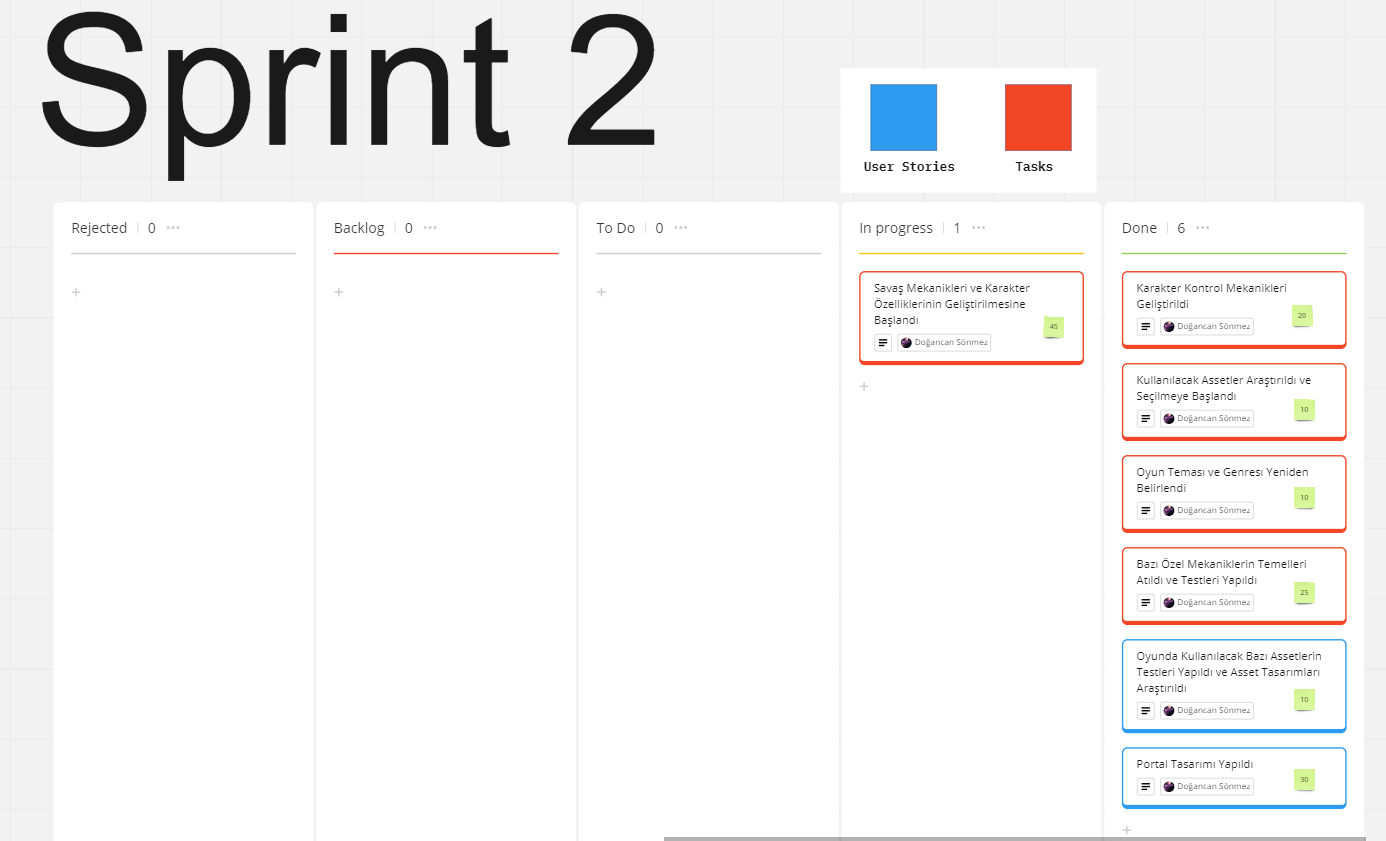 Sprint 2
User Stories
Tasks
Rejected 0
Backlog 0
To Do 0
In progress 1
Savaş Mekanikleri ve Karakter
Özelliklerinin Geliştirilmesine
Başlandı
45
Doğancan Sönmez
Done 6
Karakter Kontrol Mekanikleri
Geliştirildi
20
Doğancan Sönmez
Kullanılacak Assetler Araştırıldı ve
Seçilmeye Başlandı
10
Doğancan Sönmez
Oyun Teması ve Genresı Yeniden
Belirlendi
10
Doğancan Sönmez
Bazı Özel Mekaniklerin Temelleri
Atıldı ve Testleri Yapıldı
25
Doğancan Sönmez
Oyunda Kullanılacak Bazı Assetlerin
Testleri Yapıldı ve Asset Tasarımları
Araştırıldı
10
Doğancan Sönmez
Portal Tasarımı Yapıldı
30
Doğancan Sönmez